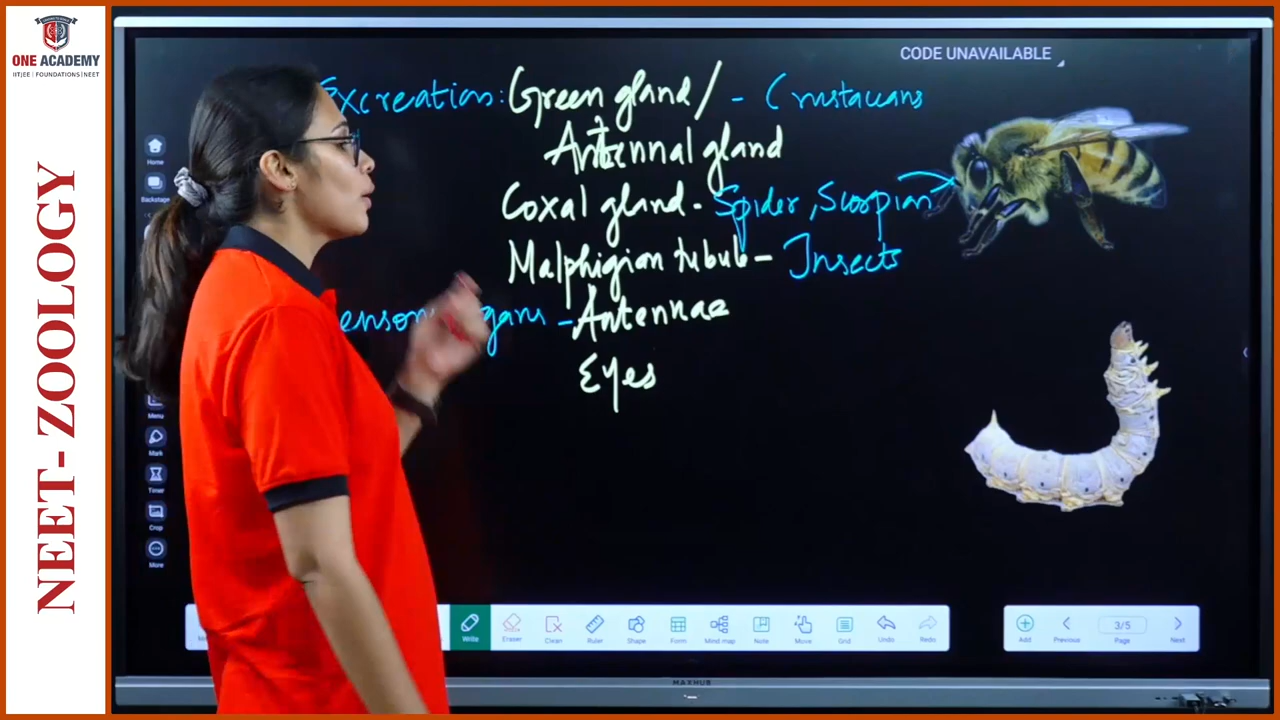 ONE ACADEMY
IIT|JEE | FOUNDATIONS|NEET
NEET- ZOOLOGY
CODE UNAVAILABLE
Excreation: Green gland/ - Crustaceans
Antennal gland
Coxal gland - Spider, Scorpian
Malphigian tubule - Insects
Antennae
Eyes
Home
Backstage
Menu
Mark
Timer
Crop
More
Write
Eraser
Clean
Ruler
Shape
Form
Mind map
Note
Move
Grid
Undo
Redo
Add
Previous
3/5
Page
Next
MAXHUB